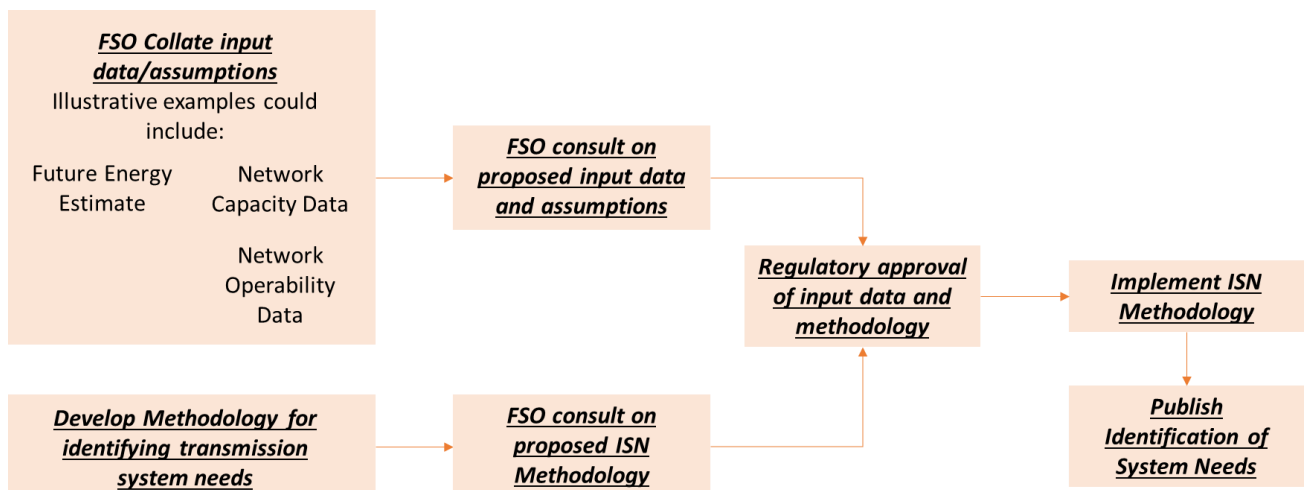 FSO Collate input
data/assumptions
Illustrative examples could
include:
Future Energy
Estimate
Network
Capacity Data
Network
Operability
Data
FSO consult on
proposed input data
and assumptions
Regulatory approval
of input data and
methodology
Implement ISN
Methodology
Develop Methodology for
identifying transmission
system needs
FSO consult on
proposed ISN
Methodology
Publish
Identification of
System Needs